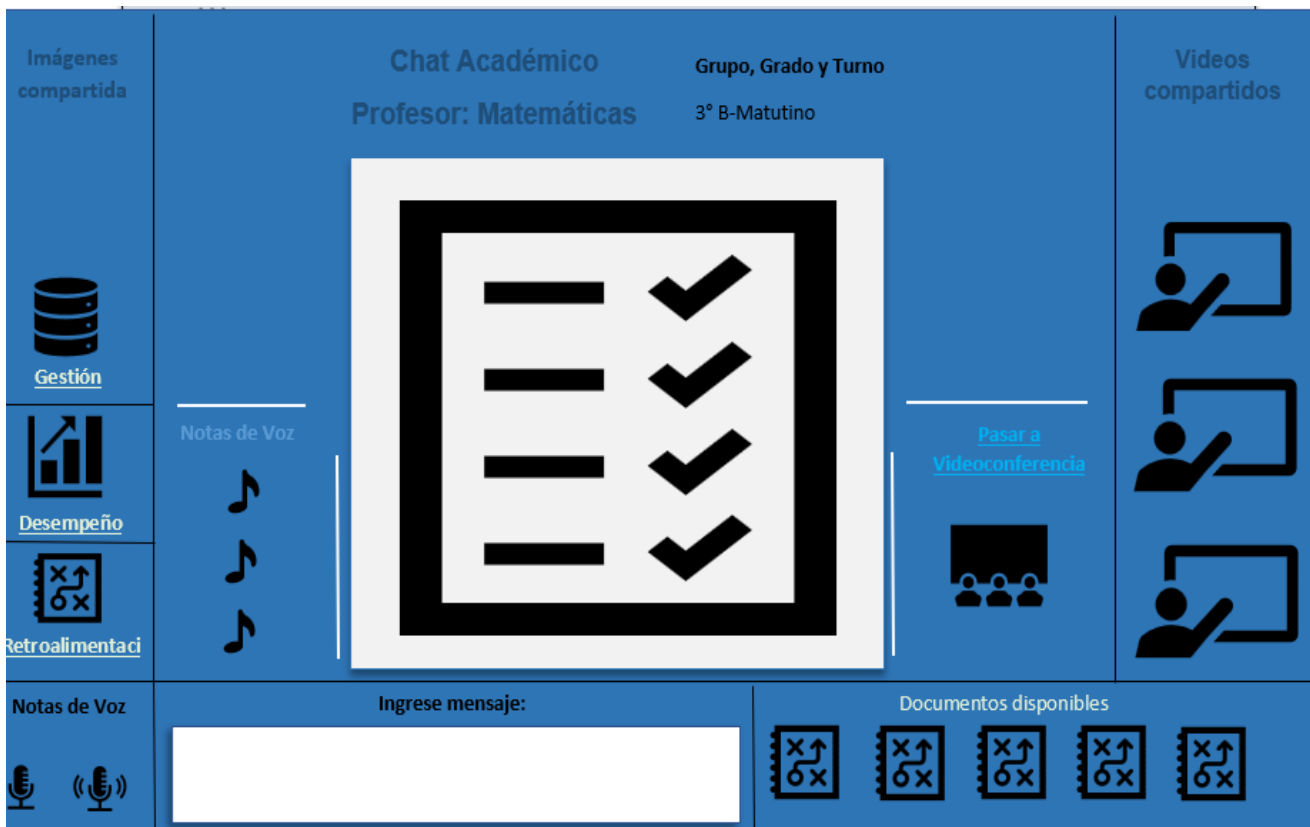 Imágenes
compartida
Chat Académico
Profesor: Matemáticas
Grupo, Grado y Turno
3° B-Matutino
Videos
compartidos
Gestión
Desempeño
Retroalimentaci
Notas de Voz
Pasar a
Videoconferencia
Notas de Voz
Ingrese mensaje:
Documentos disponibles